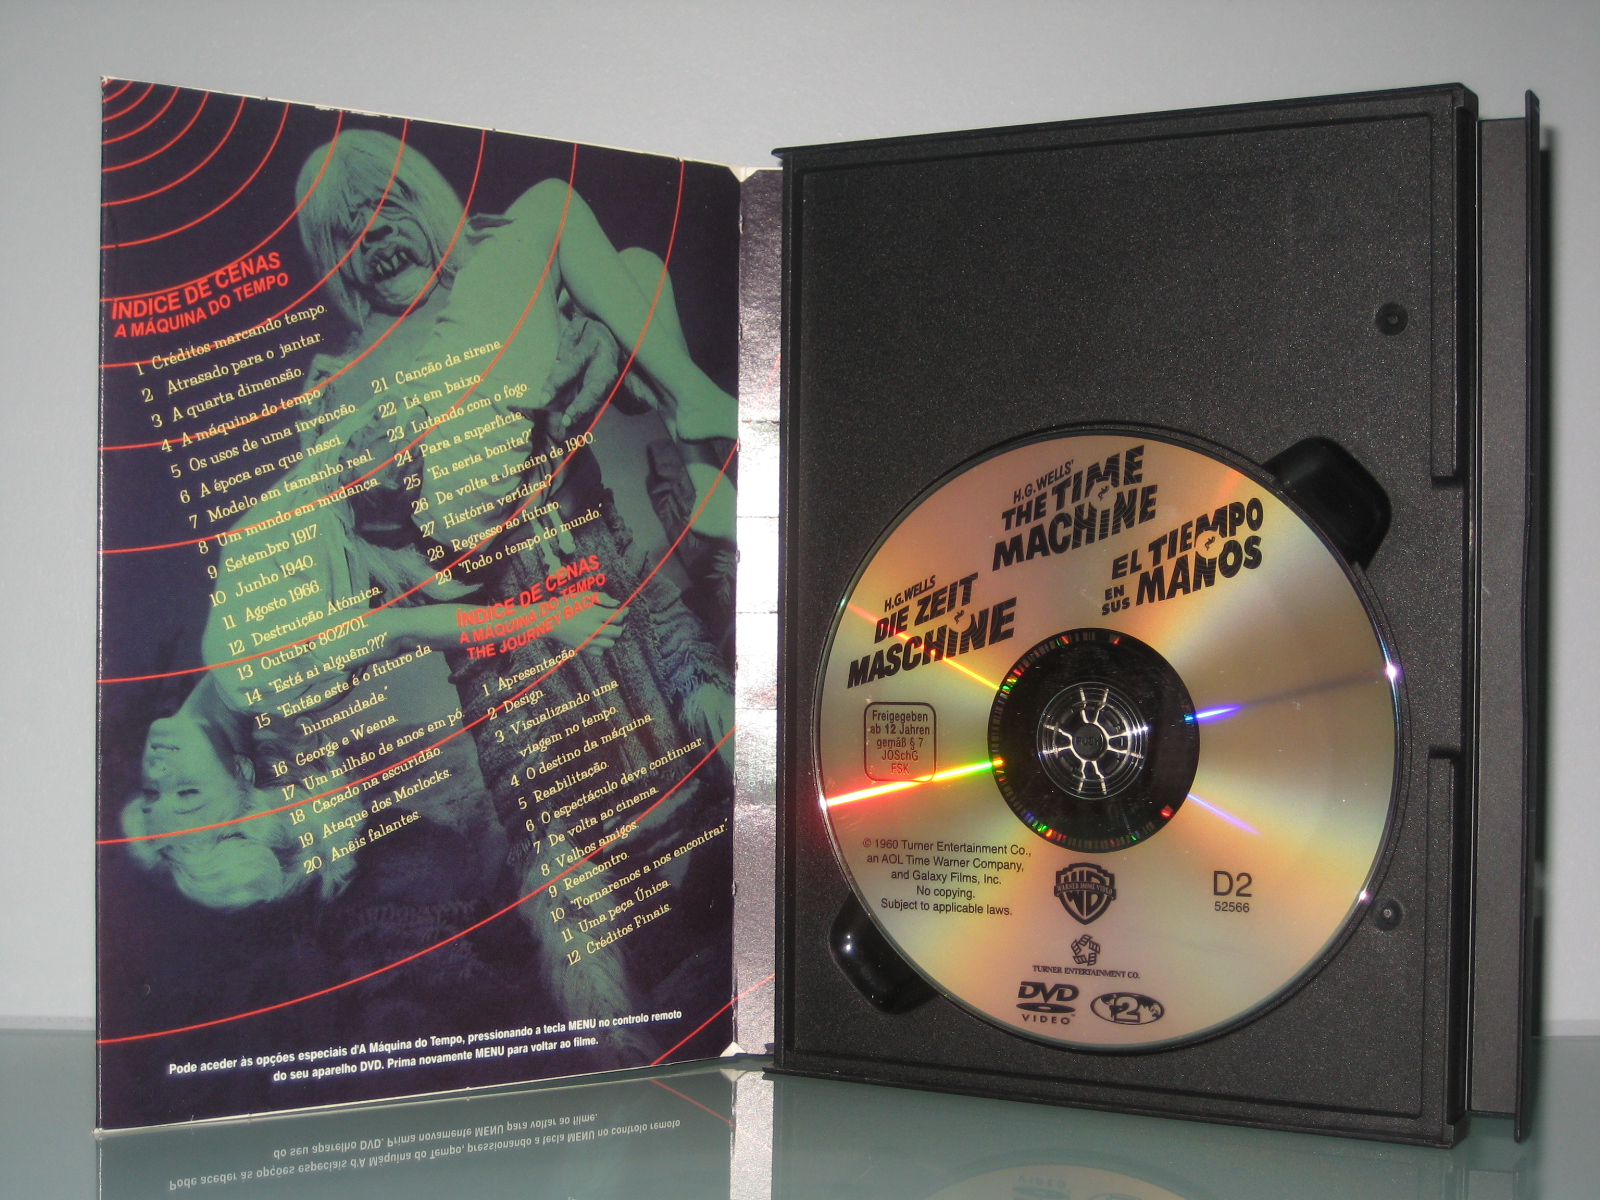 ÍNDICE DE CENAS
A MÁQUINA DO TEMPO
1 Créditos marcando tempo.
2 Atrasado para o jantar.
3 A quarta dimensão.
4 A máquina do tempo.
5 Os usos de uma invenção.
6 A época em que nasci.
7 Modelo em tamanho real.
8 Um mundo em mudança.
9 Setembro 1917.
10 Junho 1940.
11 Agosto 1966.
12 Destruição Atómica.
13 Outubro 802701.
14 "Está aí alguém?!?"
15 "Então este é o futuro da
humanidade."
16 George e Weena.
17 Um milhão de anos em pó.
18 Caçado na escuridão.
19 Ataque dos Morlocks.
20 Anéis falantes.
21 Canção da sirene.
22 Lá em baixo.
23 Lutando com o fogo.
24 Para a superfície.
25 "Eu seria bonita?"
26 De volta a Janeiro de 1900.
27 História verídica?
28 Regresso ao futuro.
29 "Todo o tempo do mundo."
ÍNDICE DE CENAS
A MÁQUINA DO TEMPO
THE JOURNEY BACK
1 Apresentação.
2 Design
3 Visualizando uma
viagem no tempo.
4 O destino da máquina.
5 Reabilitação.
6 O espectáculo deve continuar.
7 De volta ao cinema.
8 Velhos amigos.
9 Reencontro.
10 "Tornaremos a nos encontrar."
11 Uma peça Única.
12 Créditos Finais.
Pode aceder às opções especiais d'A Máquina do Tempo, pressionando a tecla MENU no controlo remoto
do seu aparelho DVD. Prima novamente MENU para voltar ao filme.
H.G. WELLS'
THE TIME
MACHINE
H.G. WELLS
DIE ZEIT
MASCHINE
EL TIEMPO
EN SUS MANOS
Freigegeben
ab 12 Jahren
gemäß § 7
JÖSchG
FSK
© 1960 Turner Entertainment Co.,
an AOL Time Warner Company,
and Galaxy Films, Inc.
No copying.
Subject to applicable laws.
WARNER HOME VIDEO
D2
52566
TURNER ENTERTAINMENT CO.
DVD
VIDEO
2